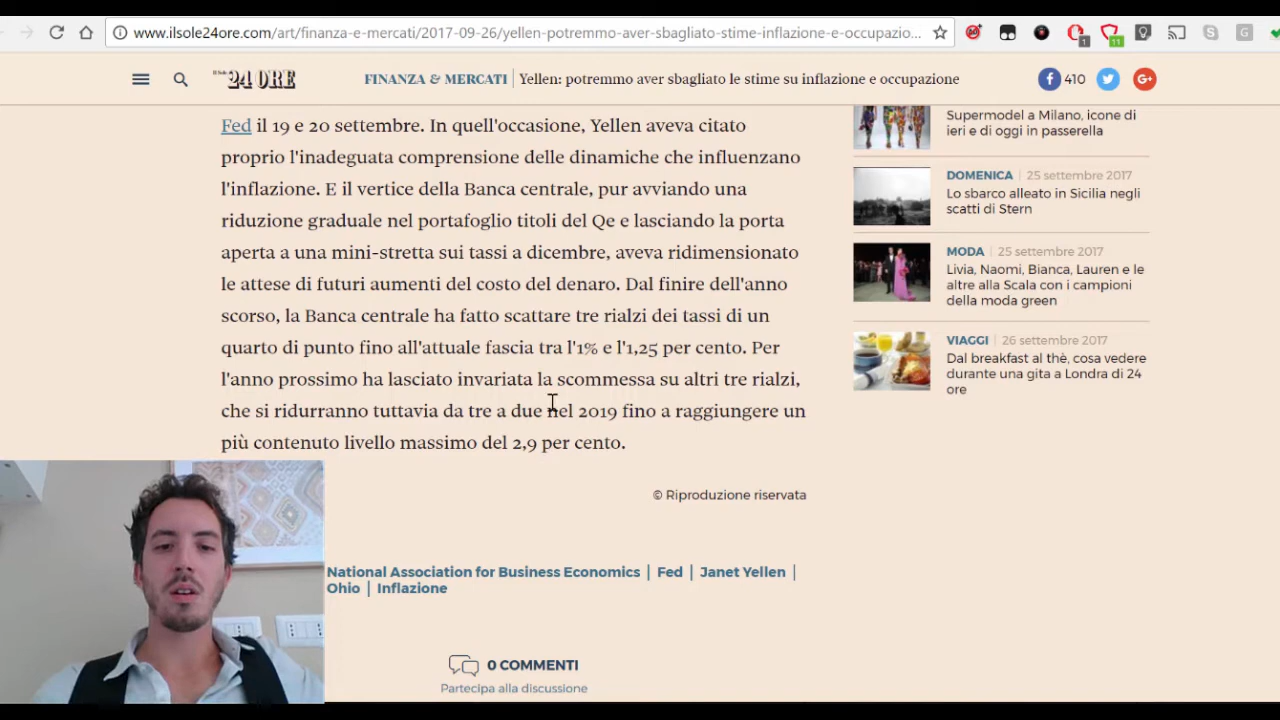 www.ilsole24ore.com/art/finanza-e-mercati/2017-09-26/yellen-potremmo-aver-sbagliato-stime-inflazione-e-occupazio...
1
11
G
24 ORE
FINANZA & MERCATI | Yellen: potremmo aver sbagliato le stime su inflazione e occupazione
410
G+
Fed il 19 e 20 settembre. In quell'occasione, Yellen aveva citato
proprio l'inadeguata comprensione delle dinamiche che influenzano
l'inflazione. E il vertice della Banca centrale, pur avviando una
riduzione graduale nel portafoglio titoli del Qe e lasciando la porta
aperta a una mini-stretta sui tassi a dicembre, aveva ridimensionato
le attese di futuri aumenti del costo del denaro. Dal finire dell'anno
scorso, la Banca centrale ha fatto scattare tre rialzi dei tassi di un
quarto di punto fino all'attuale fascia tra l'1% e l'1,25 per cento. Per
l'anno prossimo ha lasciato invariata la scommessa su altri tre rialzi,
che si ridurranno tuttavia da tre a due nel 2019 fino a raggiungere un
più contenuto livello massimo del 2,9 per cento.
© Riproduzione riservata
National Association for Business Economics | Fed | Janet Yellen |
Ohio | Inflazione
0 COMMENTI
Partecipa alla discussione
Supermodel a Milano, icone di
ieri e di oggi in passerella
DOMENICA | 25 settembre 2017
Lo sbarco alleato in Sicilia negli
scatti di Stern
MODA | 25 settembre 2017
Livia, Naomi, Bianca, Lauren e le
altre alla Scala con i campioni
della moda green
VIAGGI | 26 settembre 2017
Dal breakfast al thè, cosa vedere
durante una gita a Londra di 24
ore